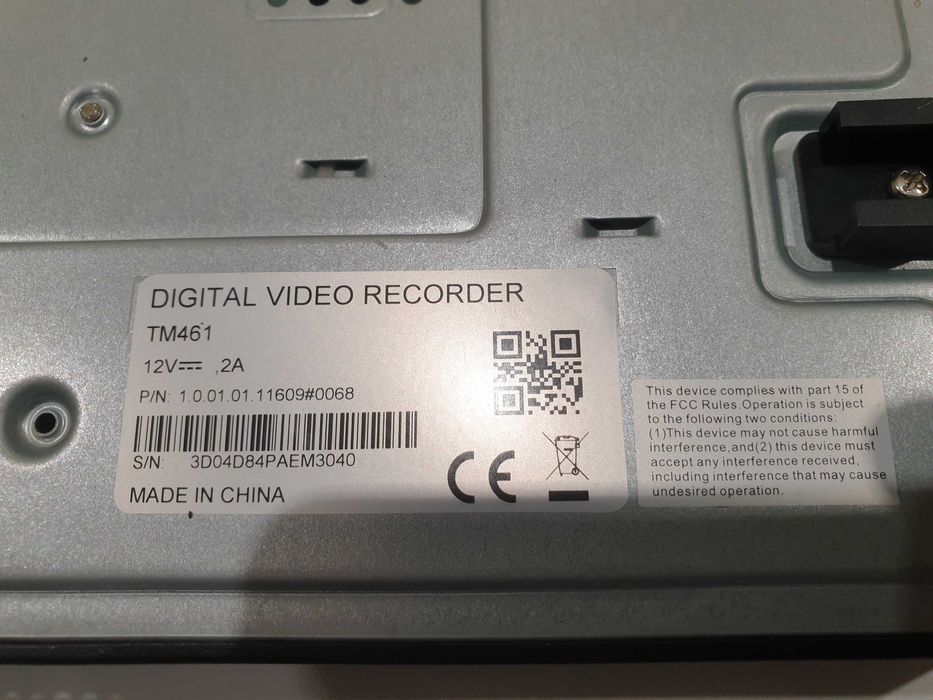 DIGITAL VIDEO RECORDER
TM461
12V⎓ ,2A
P/N: 1.0.01.01.11609#0068
S/N: 3D04D84PAEM3040
MADE IN CHINA
CE
This device complies with part 15 of
the FCC Rules.Operation is subject
to the following two conditions:
(1)This device may not cause harmful
interference,and(2) this device must
accept any interference received,
including interference that may cause
undesired operation.